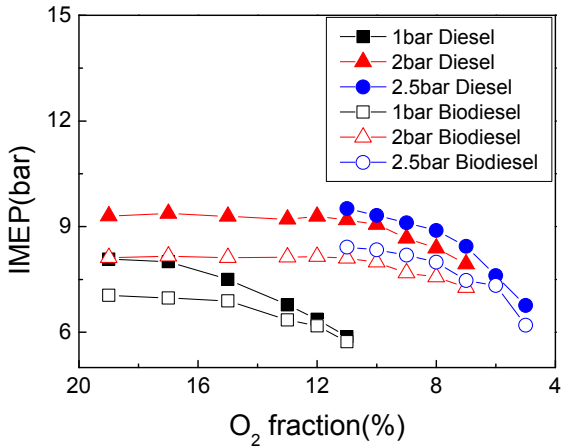 15
12
9
6
IMEP(bar)
1bar Diesel
2bar Diesel
2.5bar Diesel
1bar Biodiesel
2bar Biodiesel
2.5bar Biodiesel
20 16 12 8 4
O₂ fraction(%)